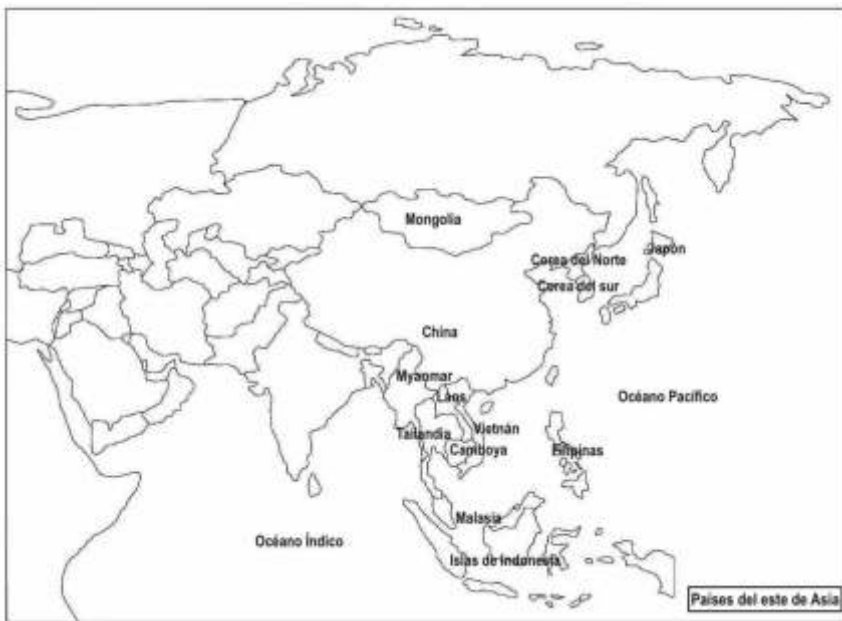 Mongolia
Corea del Norte
Japón
Corea del sur
China
Myaomar
Laos
Océano Pacífico
Tailandia
Vietnán
Camboya
Filipinas
Malasia
Océano Índico
Islas de Indonesia
Países del este de Asia